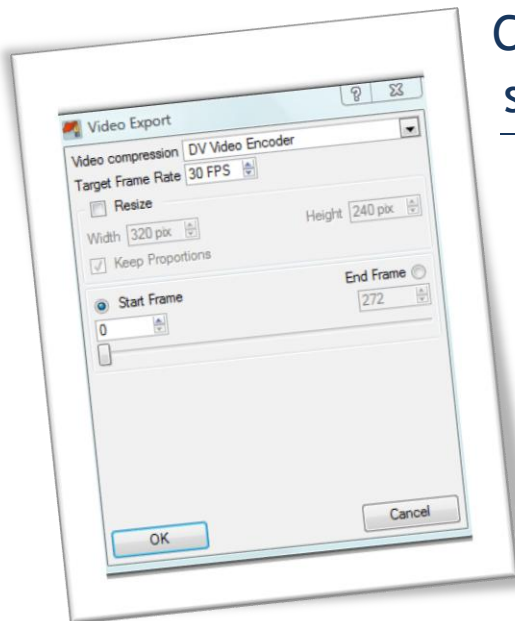 Video Export
Video compression DV Video Encoder
Target Frame Rate 30 FPS
Resize
Width 320 pix Height 240 pix
Keep Proportions
Start Frame End Frame
0 272
OK Cancel